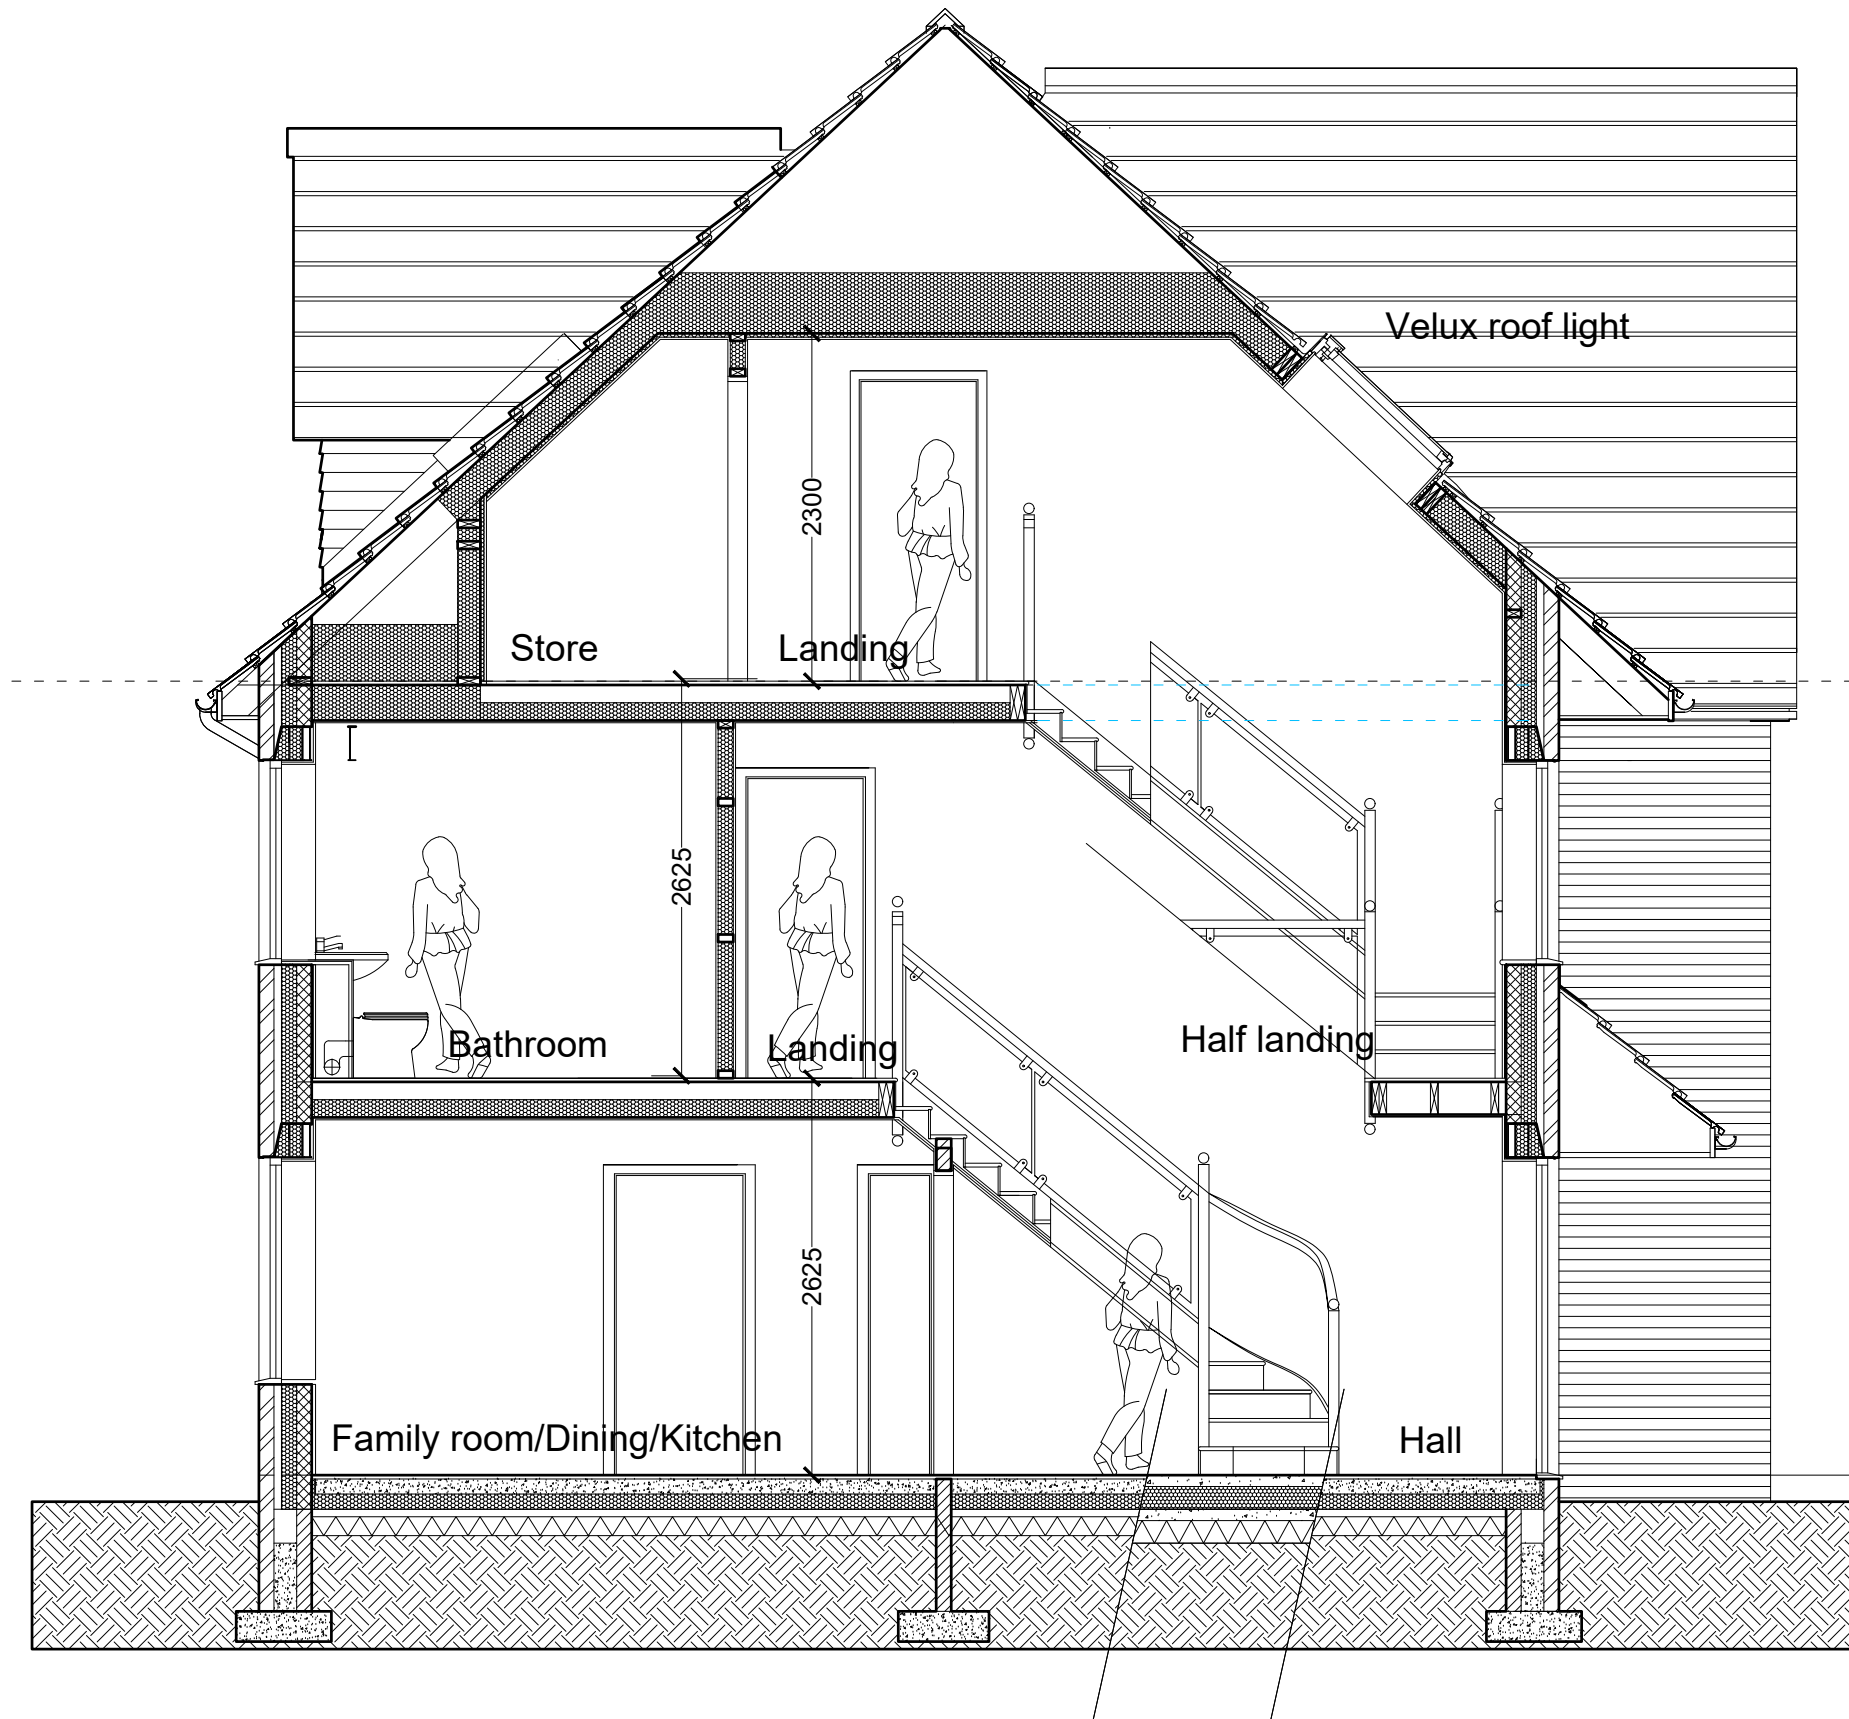 Velux roof light
2300
Store
Landing
2625
Bathroom
Landing
Half landing
2625
Family room/Dining/Kitchen
Hall